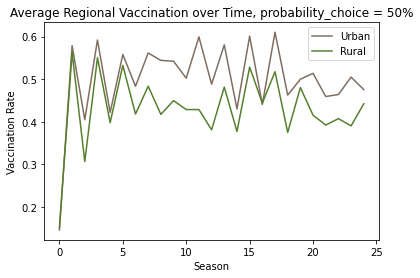 Average Regional Vaccination over Time, probability_choice = 50%
Urban
Rural
Vaccination Rate
0.6
0.5
0.4
0.3
0.2
0
5
10
15
20
25
Season